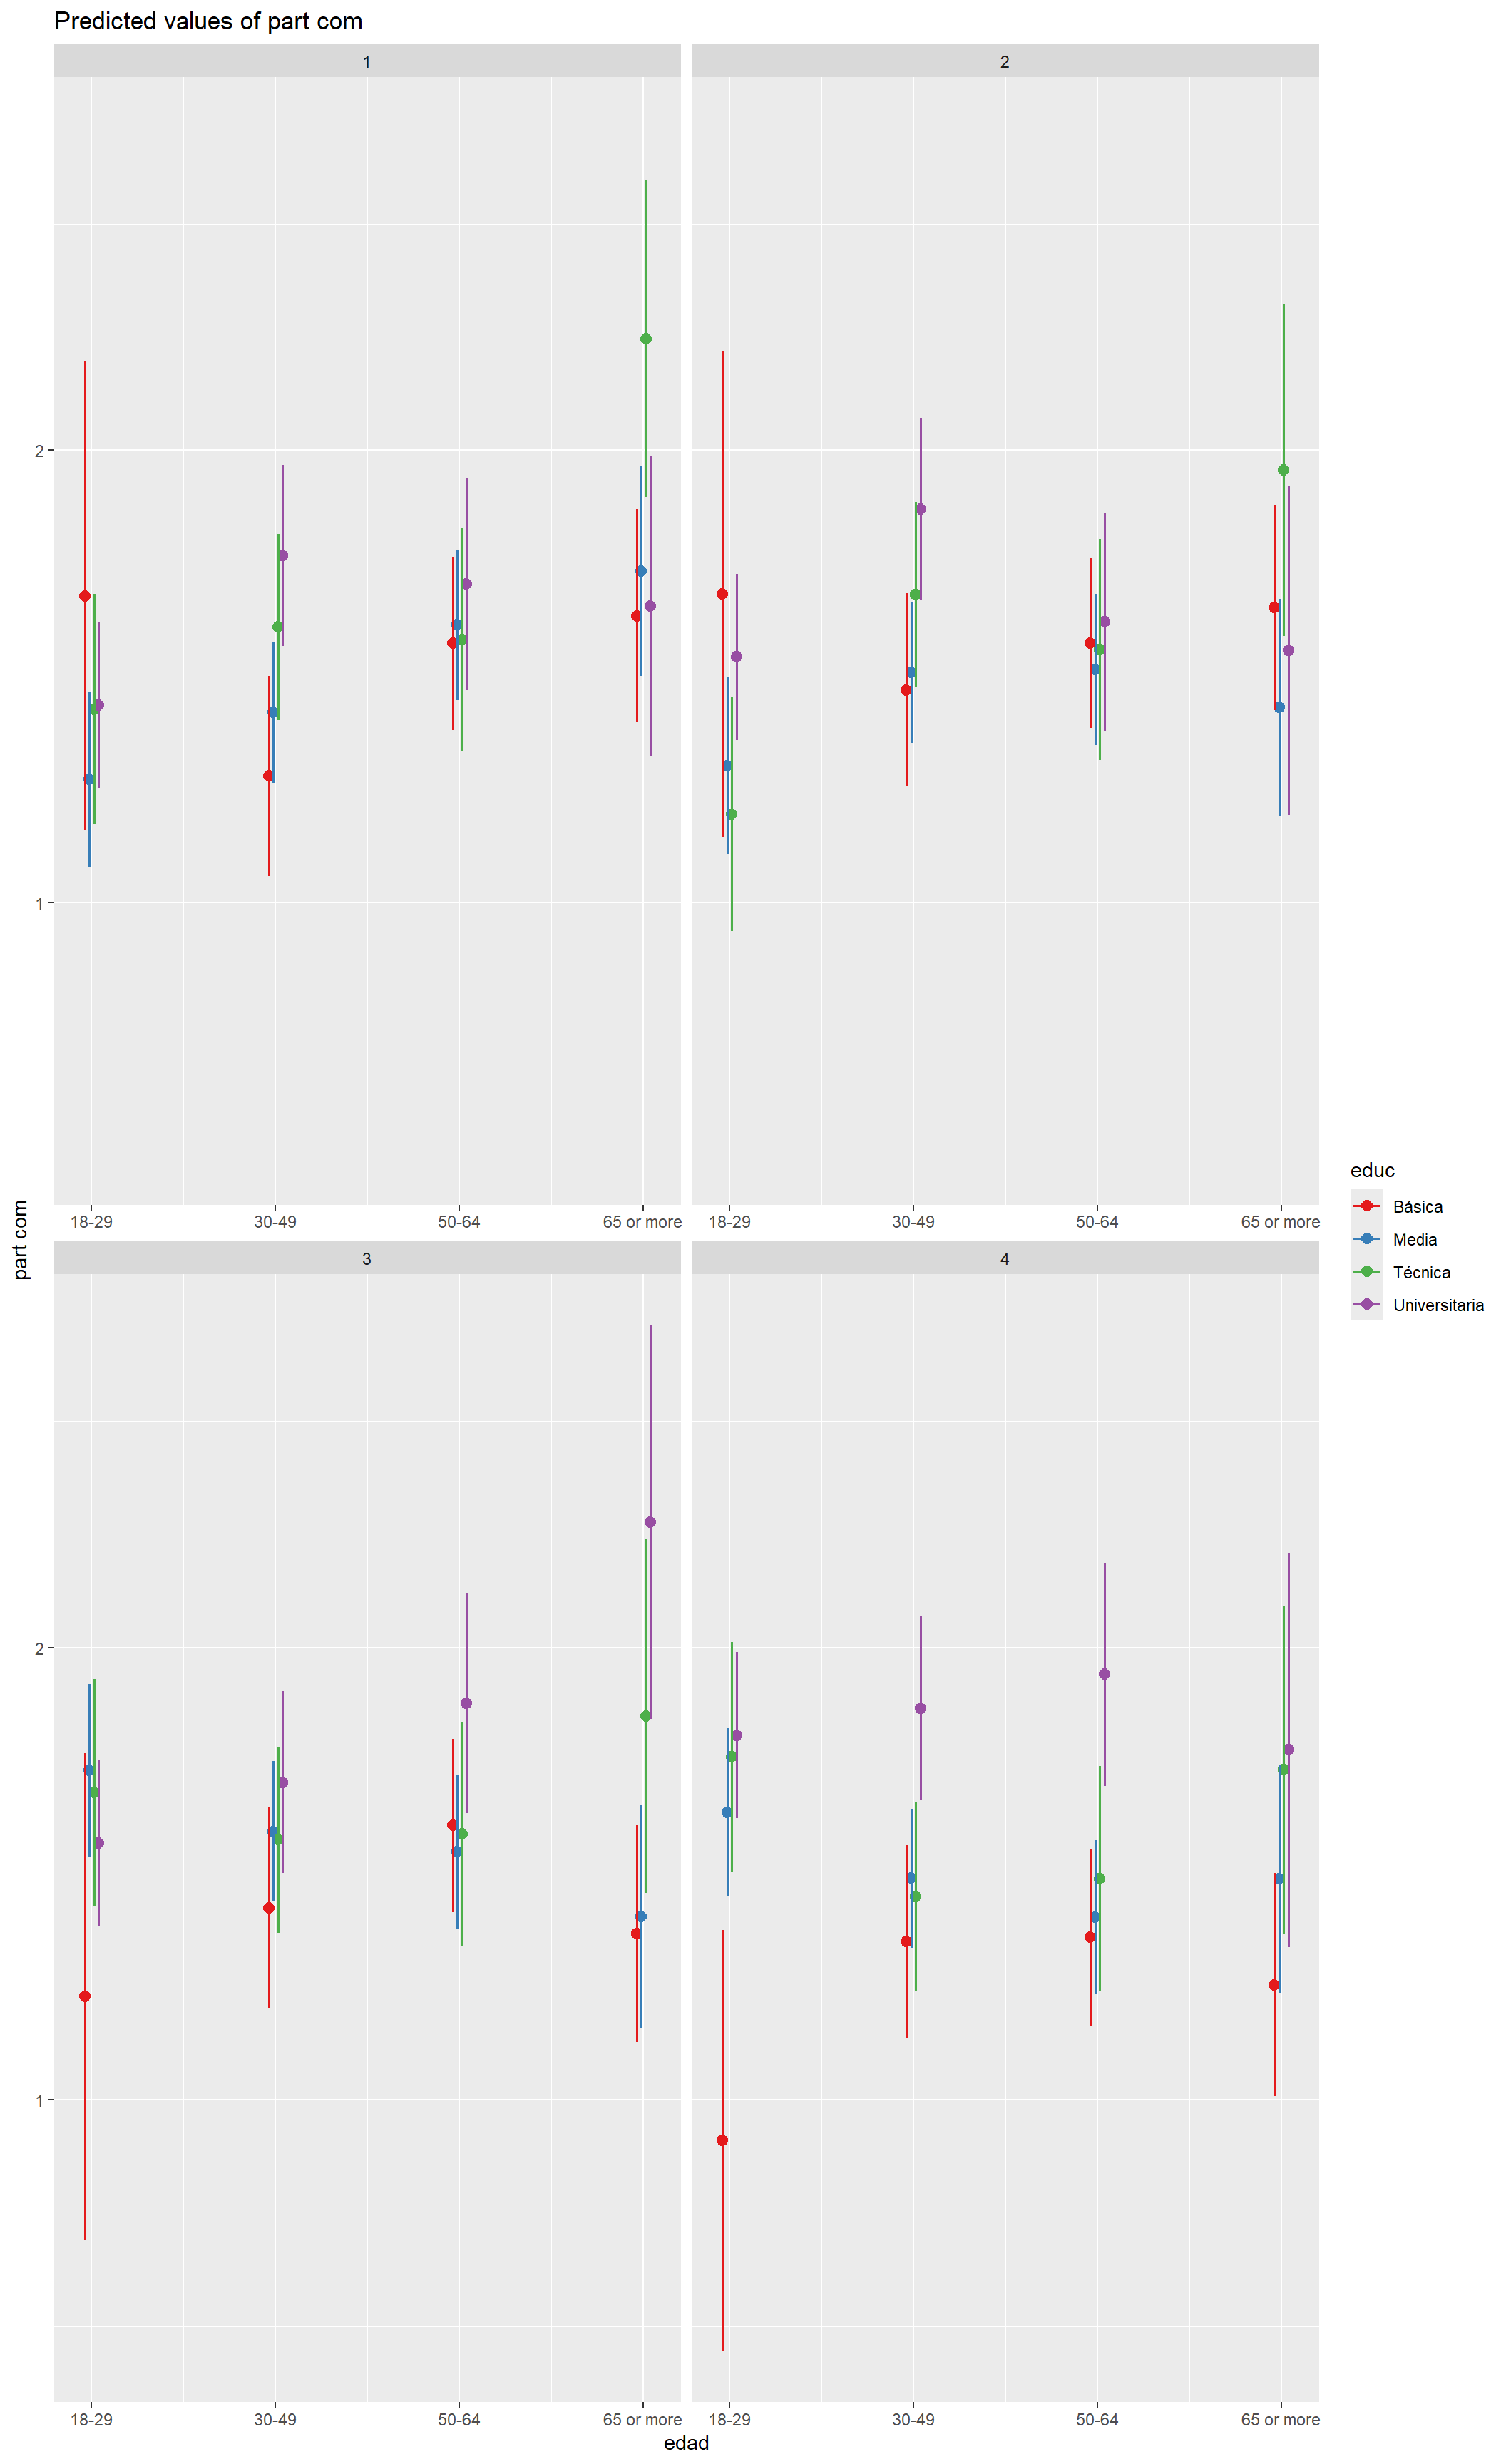 Predicted values of part com
1
2
2
1
18-29
30-49
50-64
65 or more
18-29
30-49
50-64
65 or more
part com
3
4
2
1
18-29
30-49
50-64
65 or more
18-29
30-49
50-64
65 or more
edad
educ
Básica
Media
Técnica
Universitaria